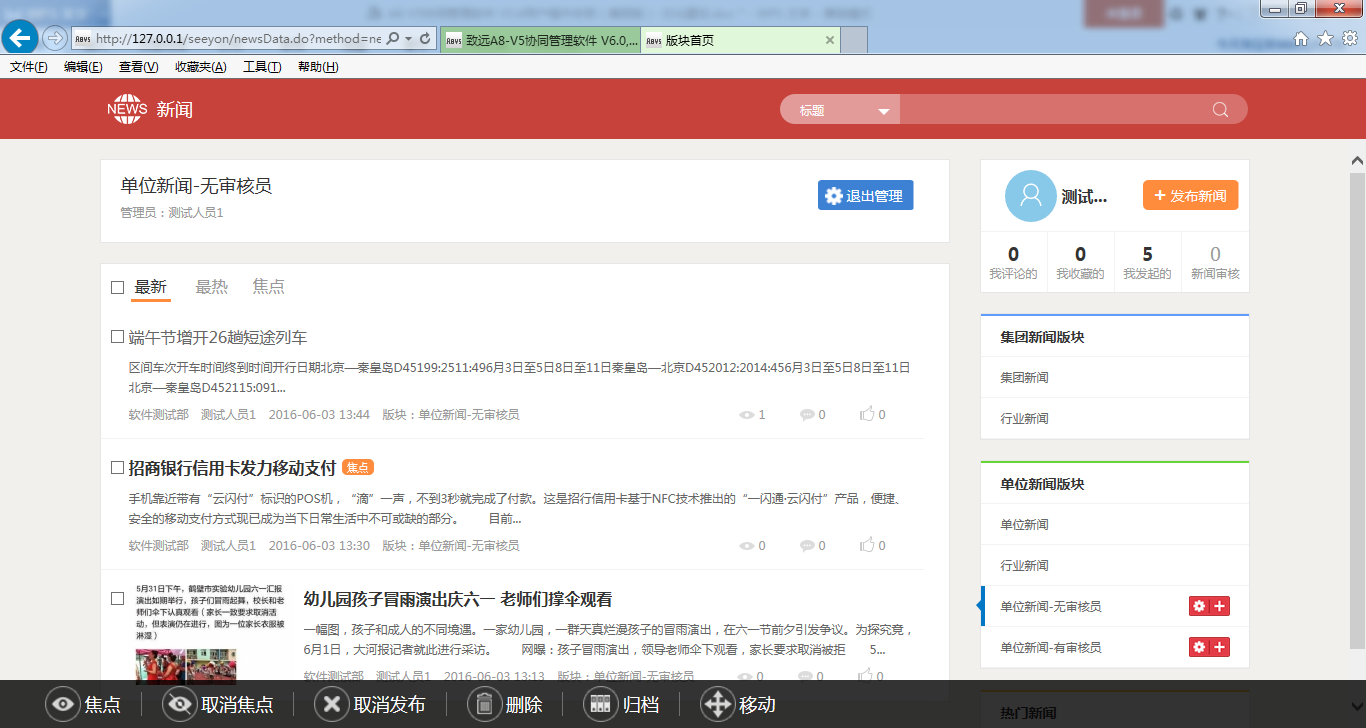 http://127.0.0.1/seeyon/newsData.do?method=ne
A8V5 致远A8-V5协同管理软件 V6.0,...
A8V5 版块首页
文件(F) 编辑(E) 查看(V) 收藏夹(A) 工具(T) 帮助(H)
NEWS 新闻
标题
单位新闻-无审核员
管理员：测试人员1
退出管理
测试...
+ 发布新闻
0 0 5 0
我评论的 我收藏的 我发起的 新闻审核
最新 最热 焦点
端午节增开26趟短途列车
区间车次开车时间终到时间开行日期北京—秦皇岛D45199:2511:496月3日至5日8日至11日秦皇岛—北京D452012:2014:456月3日至5日8日至11日
北京—秦皇岛D452115:091...
软件测试部 测试人员1 2016-06-03 13:44 版块：单位新闻-无审核员 1 0 0
招商银行信用卡发力移动支付 焦点
手机靠近带有“云闪付”标识的POS机，“滴”一声，不到3秒就完成了付款。这是招行信用卡基于NFC技术推出的“一闪通·云闪付”产品，便捷、
安全的移动支付方式现已成为当下日常生活中不可或缺的部分。 目前...
软件测试部 测试人员1 2016-06-03 13:30 版块：单位新闻-无审核员 0 0 0
5月31日下午，鹤壁市实验幼儿园六一汇报
演出如期举行，孩子们冒雨起舞，校长和老
师们伞下认真观看（家长一致要求取消活
动，但表演仍在进行，图为一位家长衣服被
淋湿）
幼儿园孩子冒雨演出庆六一 老师们撑伞观看
一幅图，孩子和成人的不同境遇。一家幼儿园，一群天真烂漫孩子的冒雨演出，在六一节前夕引发争议。为探究竟，
6月1日，大河报记者就此进行采访。 网曝：孩子冒雨演出，领导老师伞下观看，家长要求取消被拒 5...
软件测试部 测试人员1 2016-06-03 13:13 版块：单位新闻-无审核员 0 0 0
集团新闻版块
集团新闻
行业新闻
单位新闻版块
单位新闻
行业新闻
单位新闻-无审核员
单位新闻-有审核员
热门新闻
焦点 取消焦点 取消发布 删除 归档 移动